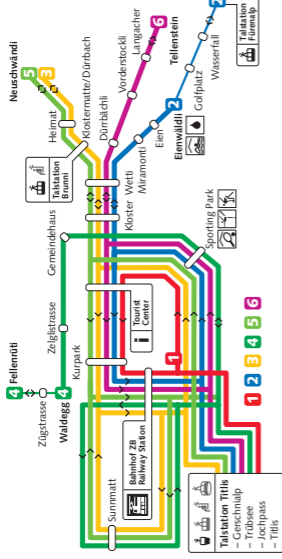 Neuschwändi
5
3
Heimat
Klostermatte/Dürrbach
Talstation
Brunni
Dürrbächli
Vorderstockli
Langacher
6
Tellenstein
Wetti
Miramonti
Eien
2
Eienwäldli
Golfplatz
Wasserfall
2
Talstation
Fürenalp
Kloster
Gemeindehaus
Sporting Park
4
Fellenrüti
Zügstrasse
4
Waldegg
Zelglistrasse
Kurpark
i
Tourist
Center
1
Bahnhof ZB
Railway Station
Sunnmatt
1
2
3
4
5
6
Talstation Titlis
– Gerschnialp
– Trübsee
– Jochpass
– Titlis